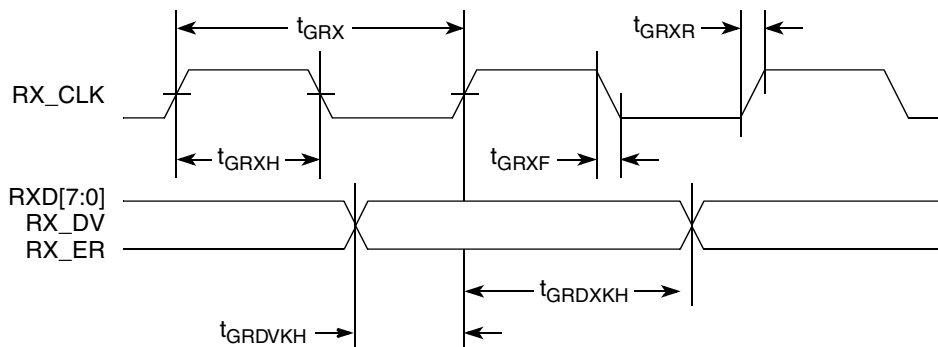 tGRX
tGRXR
RX_CLK
tGRXH
tGRXF
RXD[7:0]
RX_DV
RX_ER
tGRDXKH
tGRDVKH